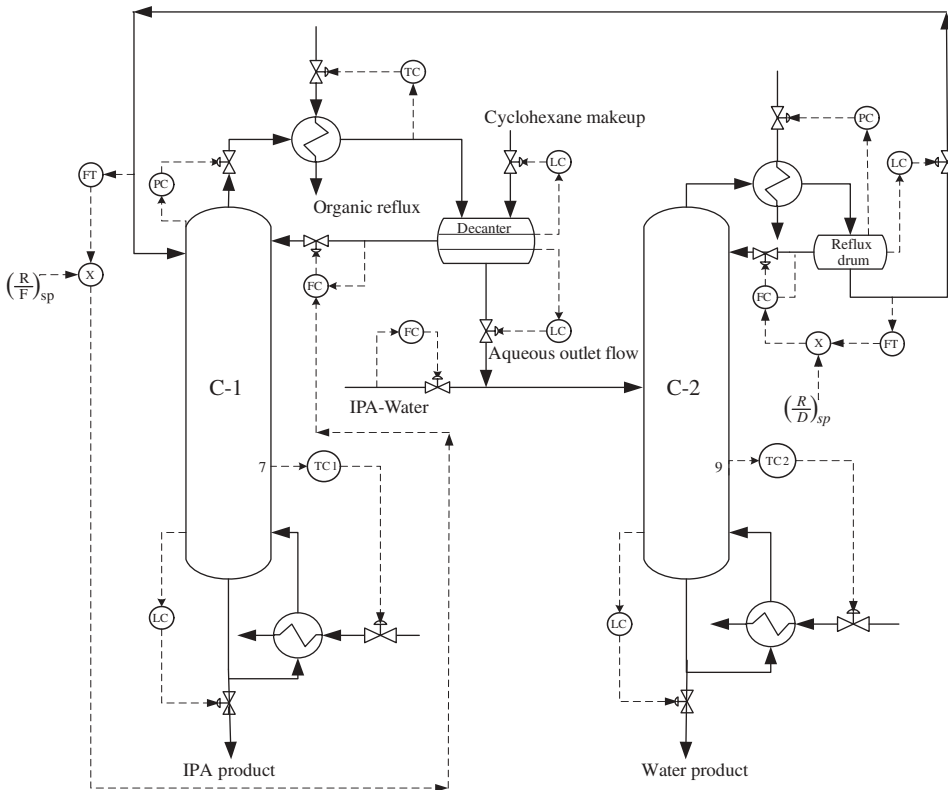 TC
Cyclohexane makeup
PC
LC
LC
FT
PC
Organic reflux
Decanter
Reflux
drum
X
(R/F)sp
FC
FC
FC
LC
Aqueous outlet flow
X
FT
C-1
IPA-Water
C-2
(R/D)sp
7
TC1
9
TC2
LC
LC
IPA product
Water product